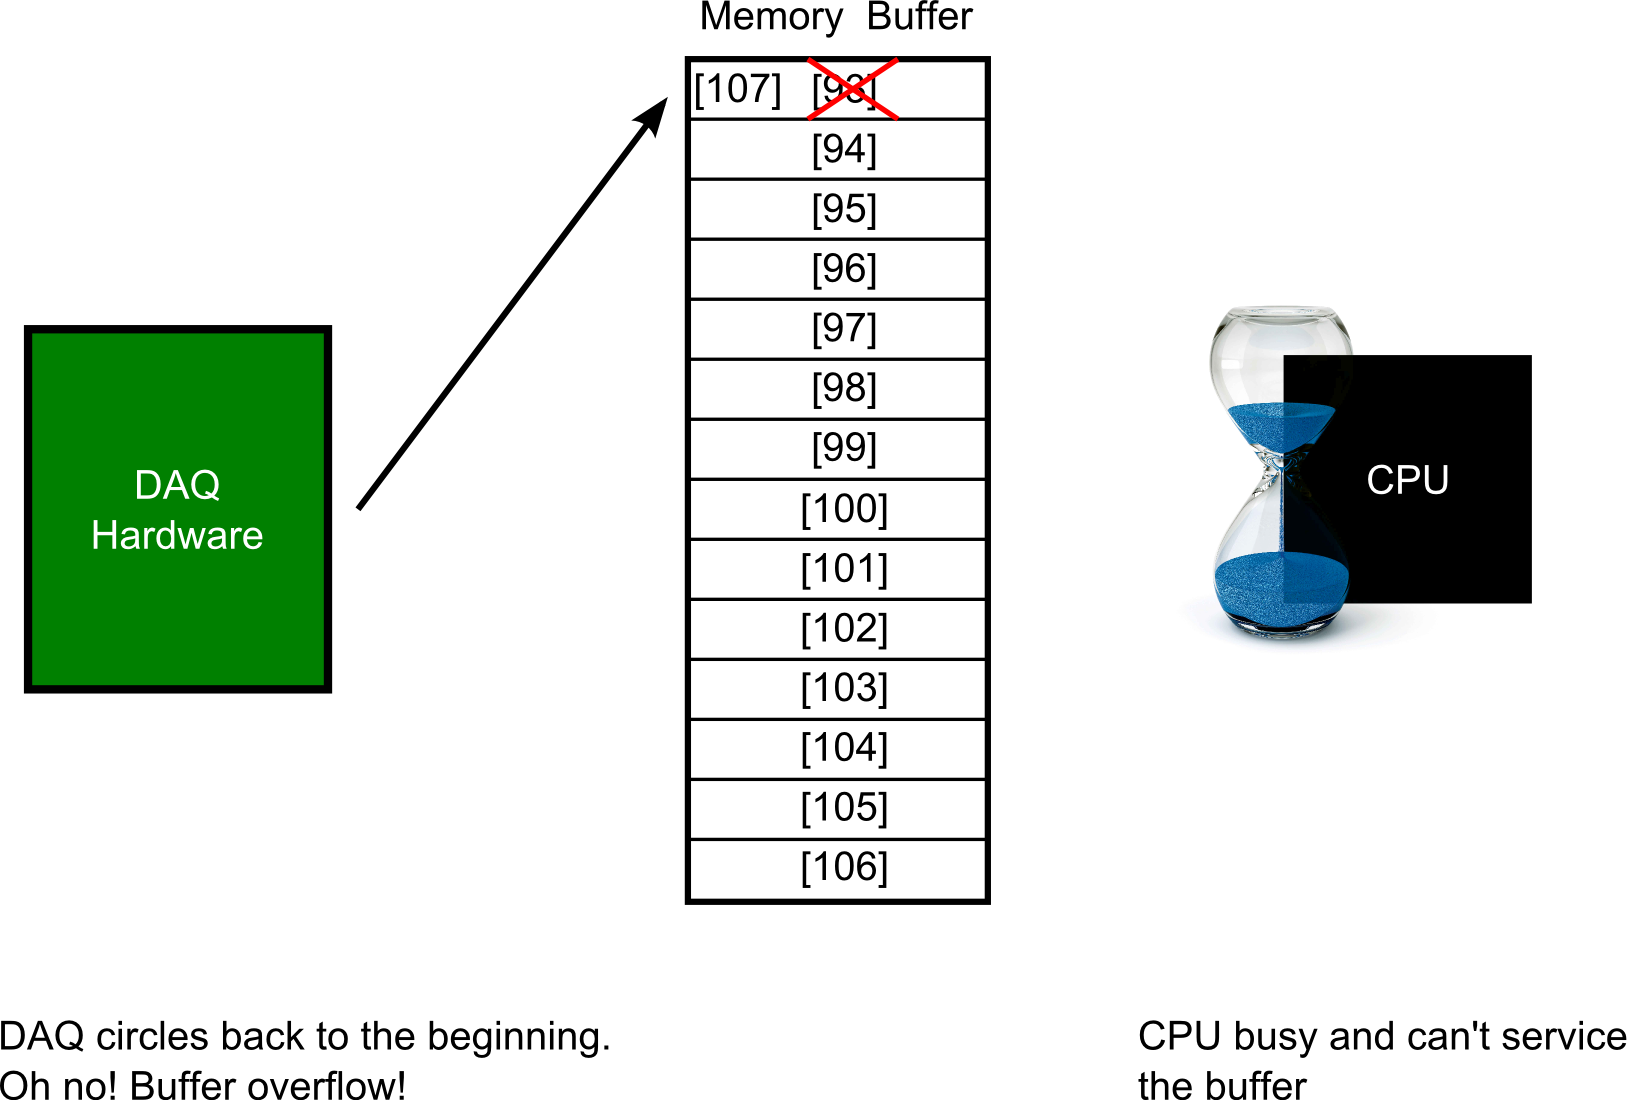 Memory Buffer
[107] [93]
[94]
[95]
[96]
[97]
[98]
[99]
[100]
[101]
[102]
[103]
[104]
[105]
[106]
DAQ
Hardware
CPU
DAQ circles back to the beginning.
Oh no! Buffer overflow!
CPU busy and can't service
the buffer